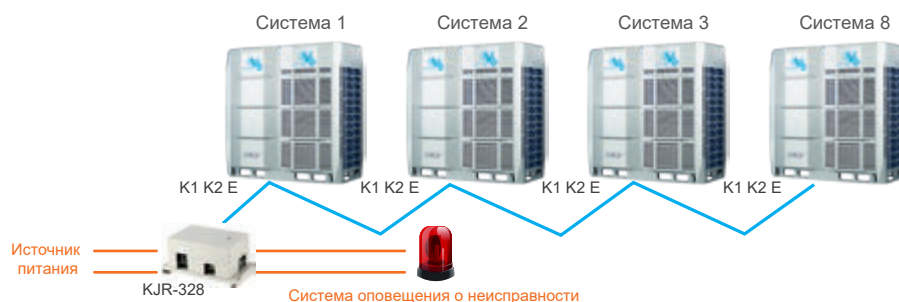 Система 1
Система 2
Система 3
Система 8
K1 K2 E
K1 K2 E
K1 K2 E
K1 K2 E
Источник
питания
KJR-328
Система оповещения о неисправности